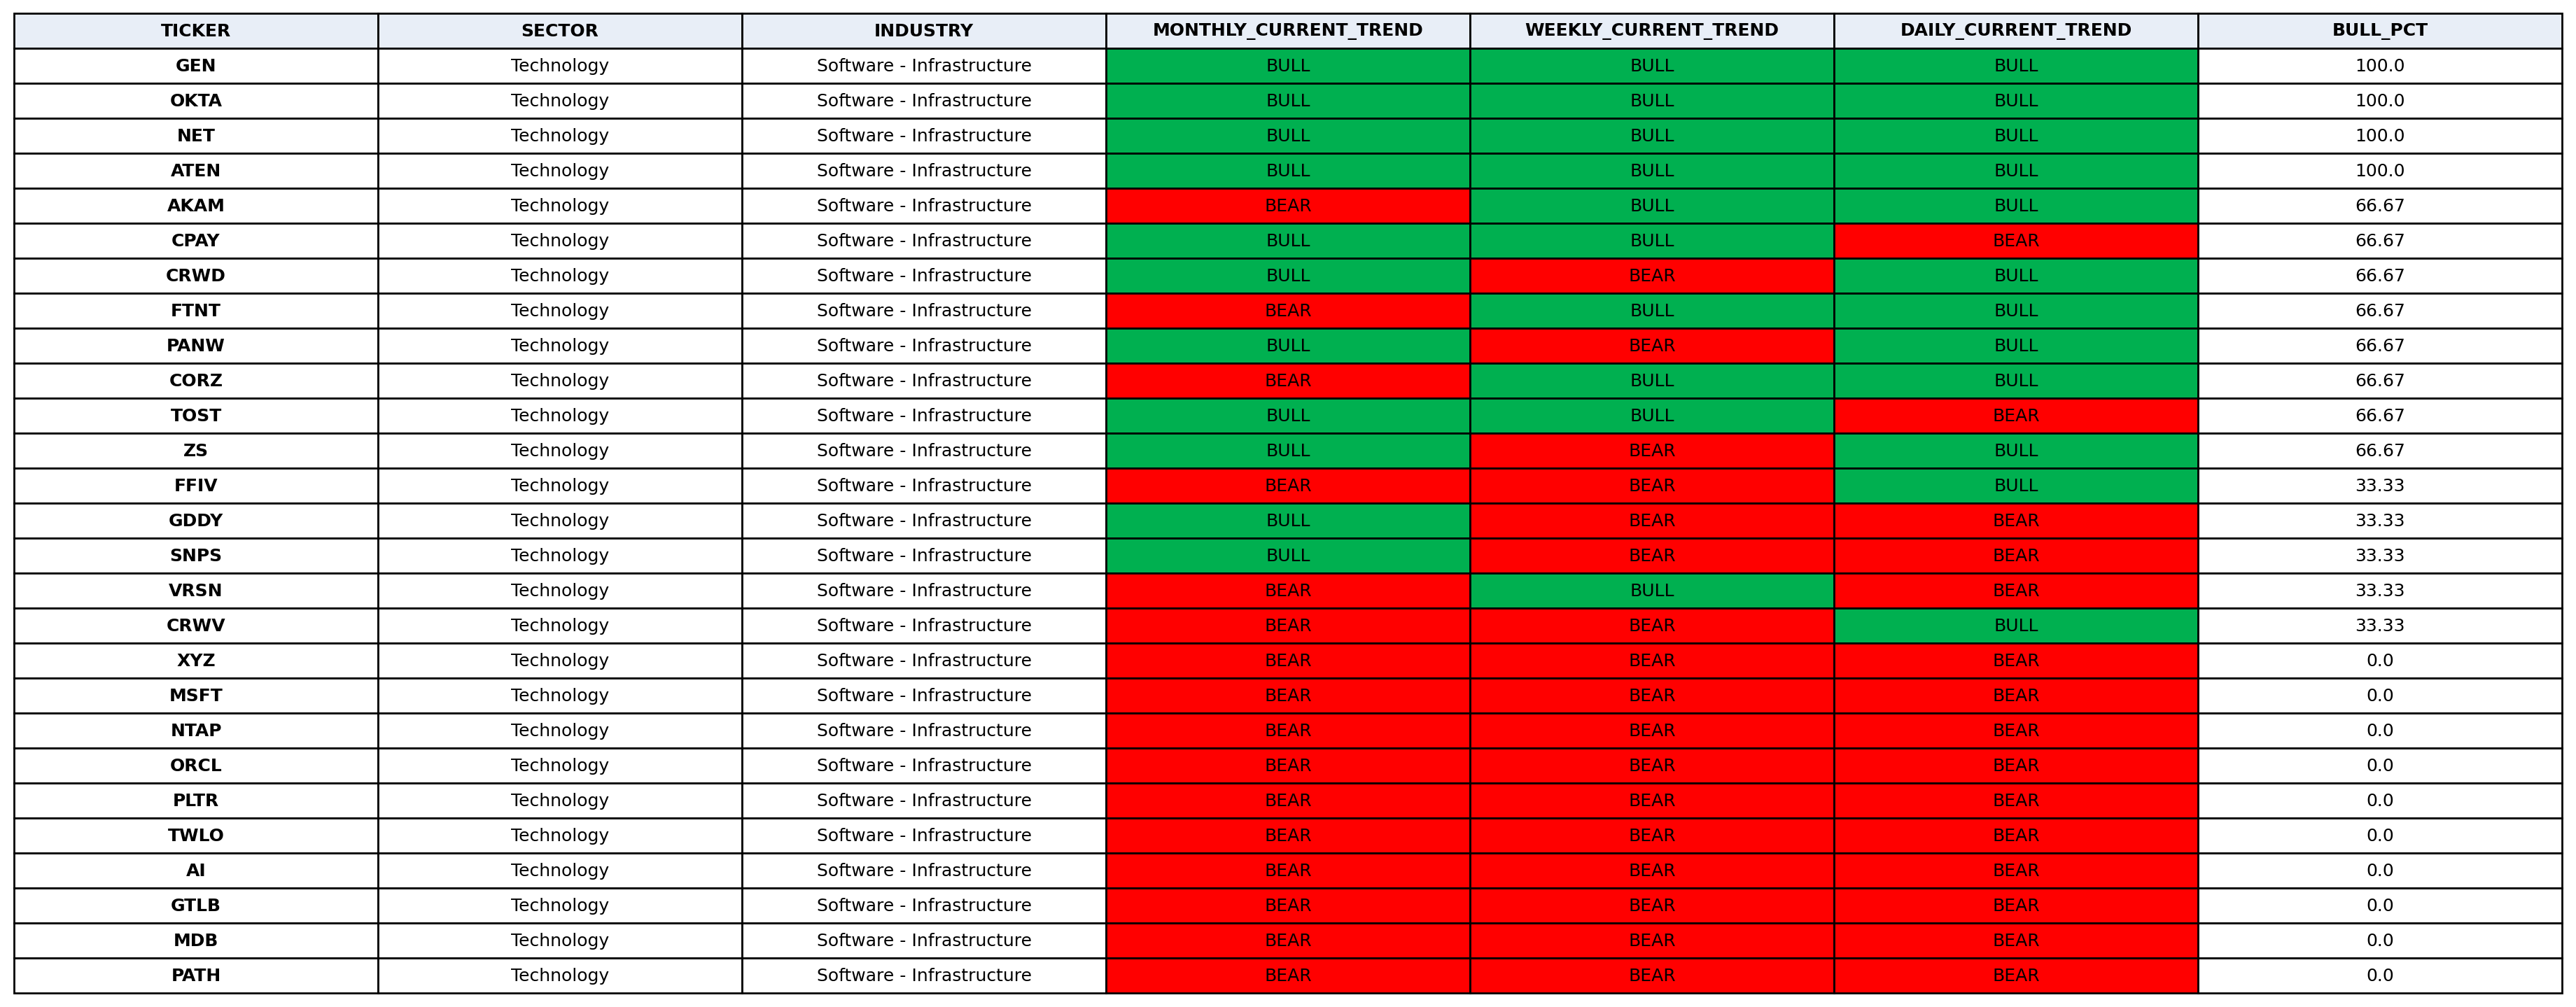 TICKER SECTOR INDUSTRY MONTHLY_CURRENT_TREND WEEKLY_CURRENT_TREND DAILY_CURRENT_TREND BULL_PCT
GEN Technology Software - Infrastructure BULL BULL BULL 100.0
OKTA Technology Software - Infrastructure BULL BULL BULL 100.0
NET Technology Software - Infrastructure BULL BULL BULL 100.0
ATEN Technology Software - Infrastructure BULL BULL BULL 100.0
AKAM Technology Software - Infrastructure BEAR BULL BULL 66.67
CPAY Technology Software - Infrastructure BULL BULL BEAR 66.67
CRWD Technology Software - Infrastructure BULL BEAR BULL 66.67
FTNT Technology Software - Infrastructure BEAR BULL BULL 66.67
PANW Technology Software - Infrastructure BULL BEAR BULL 66.67
CORZ Technology Software - Infrastructure BEAR BULL BULL 66.67
TOST Technology Software - Infrastructure BULL BULL BEAR 66.67
ZS Technology Software - Infrastructure BULL BEAR BULL 66.67
FFIV Technology Software - Infrastructure BEAR BEAR BULL 33.33
GDDY Technology Software - Infrastructure BULL BEAR BEAR 33.33
SNPS Technology Software - Infrastructure BULL BEAR BEAR 33.33
VRSN Technology Software - Infrastructure BEAR BULL BEAR 33.33
CRWV Technology Software - Infrastructure BEAR BEAR BULL 33.33
XYZ Technology Software - Infrastructure BEAR BEAR BEAR 0.0
MSFT Technology Software - Infrastructure BEAR BEAR BEAR 0.0
NTAP Technology Software - Infrastructure BEAR BEAR BEAR 0.0
ORCL Technology Software - Infrastructure BEAR BEAR BEAR 0.0
PLTR Technology Software - Infrastructure BEAR BEAR BEAR 0.0
TWLO Technology Software - Infrastructure BEAR BEAR BEAR 0.0
AI Technology Software - Infrastructure BEAR BEAR BEAR 0.0
GTLB Technology Software - Infrastructure BEAR BEAR BEAR 0.0
MDB Technology Software - Infrastructure BEAR BEAR BEAR 0.0
PATH Technology Software - Infrastructure BEAR BEAR BEAR 0.0